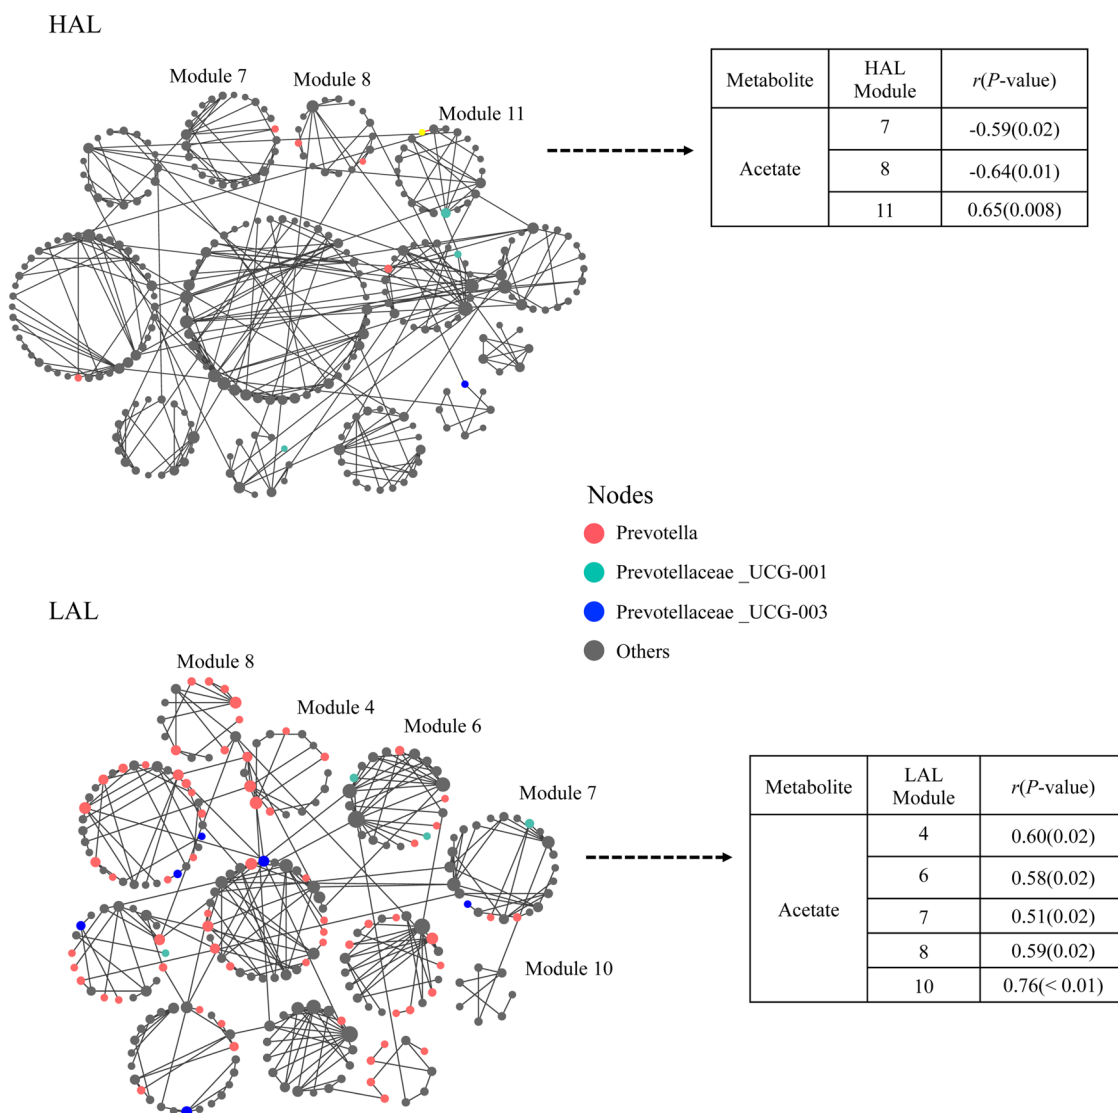 HAL
Module 7
Module 8
Module 11
Metabolite
HAL
Module
r(P-value)
Acetate
7
-0.59(0.02)
8
-0.64(0.01)
11
0.65(0.008)
Nodes
Prevotella
Prevotellaceae _UCG-001
Prevotellaceae _UCG-003
Others
LAL
Module 8
Module 4
Module 6
Module 7
Module 10
Metabolite
LAL
Module
r(P-value)
Acetate
4
0.60(0.02)
6
0.58(0.02)
7
0.51(0.02)
8
0.59(0.02)
10
0.76(< 0.01)